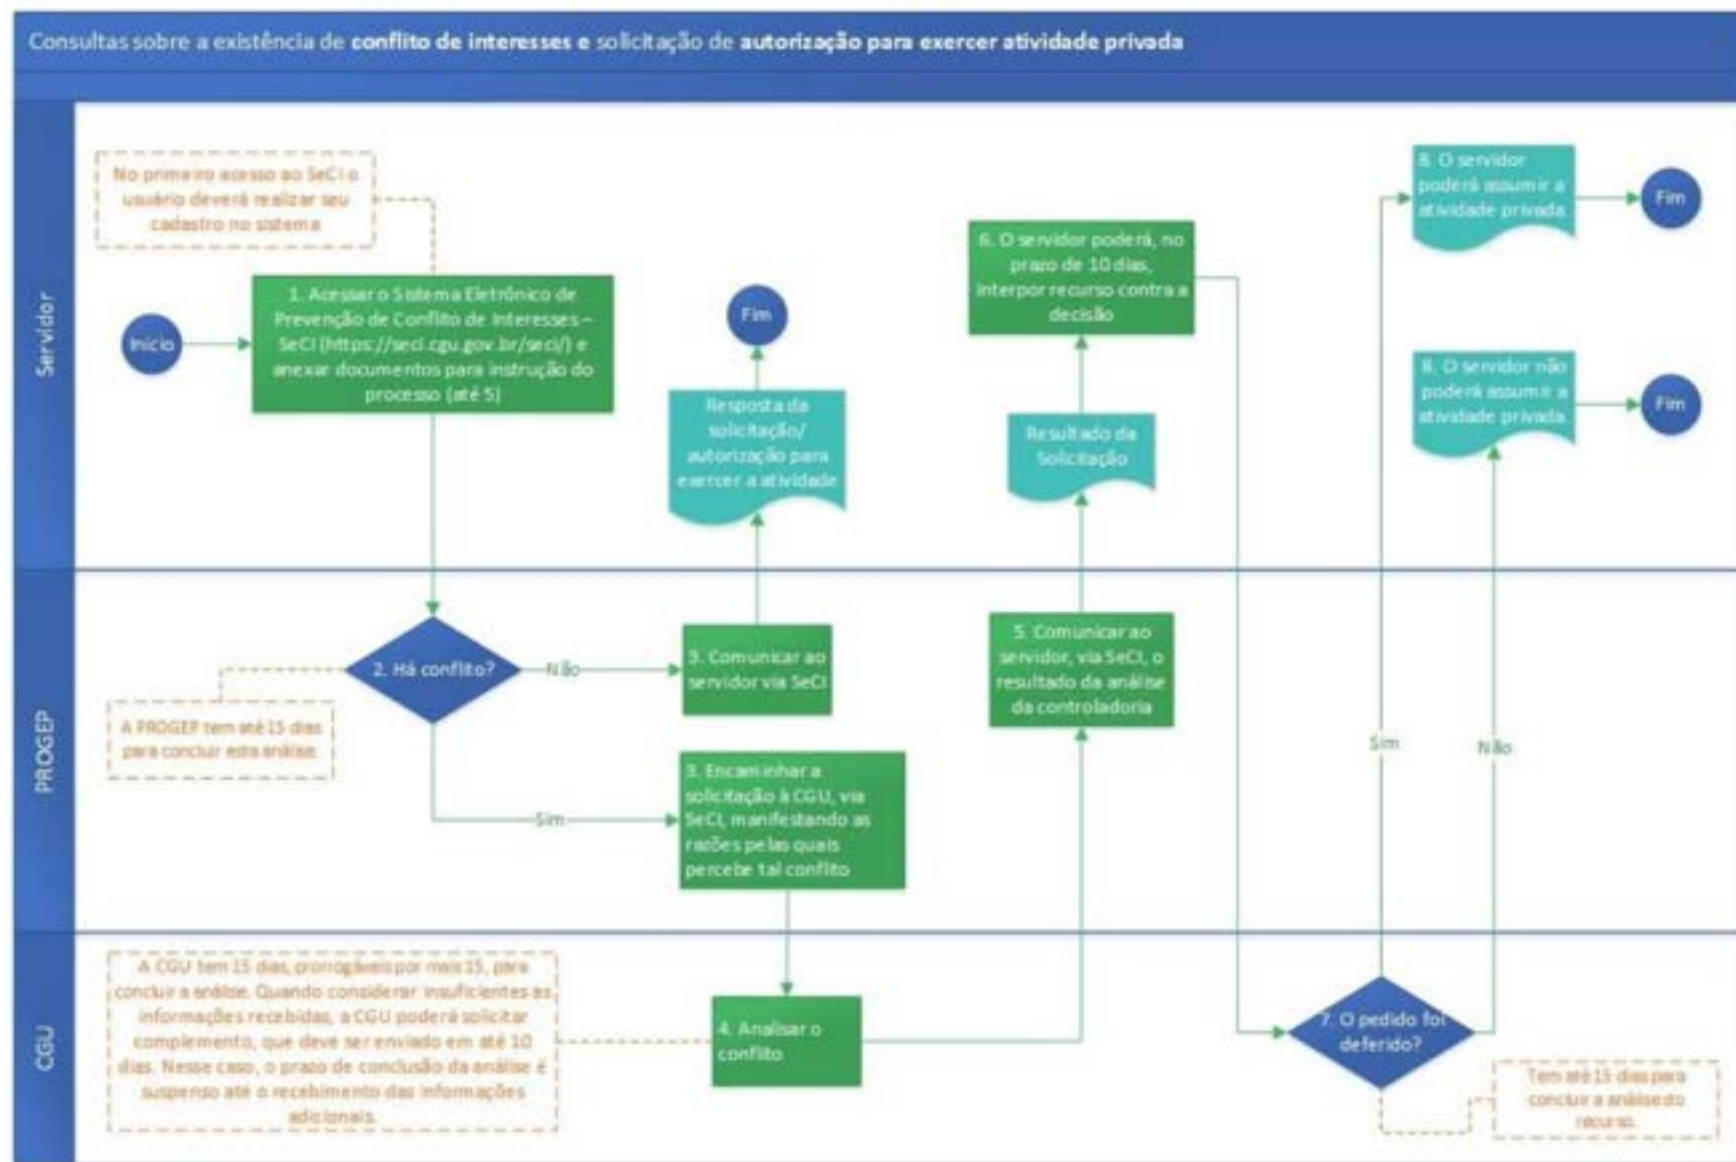 Consultas sobre a existência de conflito de interesses e solicitação de autorização para exercer atividade privada
Servidor
No primeiro acesso ao SeCI o
usuário deverá realizar seu
cadastro no sistema
Início
1. Acessar o Sistema Eletrônico de
Prevenção de Conflito de Interesses –
SeCI (https://seci.cgu.gov.br/seci/) e
anexar documentos para instrução do
processo (até 5)
Fim
Resposta da
solicitação/
autorização para
exercer a atividade
6. O servidor poderá, no
prazo de 10 dias,
interpor recurso contra a
decisão
Resultado da
Solicitação
8. O servidor
poderá assumir a
atividade privada.
Fim
8. O servidor não
poderá assumir a
atividade privada.
Fim
PROGEP
2. Há conflito?
Não
3. Comunicar ao
servidor via SeCI
A PROGEP tem até 15 dias
para concluir esta análise.
Sim
3. Encaminhar a
solicitação à CGU, via
SeCI, manifestando as
razões pelas quais
percebe tal conflito
5. Comunicar ao
servidor, via SeCI, o
resultado da análise
da controladoria
Sim
Não
CGU
A CGU tem 15 dias, prorrogáveis por mais 15, para
concluir a análise. Quando considerar insuficientes as
informações recebidas, a CGU poderá solicitar
complemento, que deve ser enviado em até 10
dias. Nesse caso, o prazo de conclusão da análise é
suspenso até o recebimento das informações
adicionais.
4. Analisar o
conflito
7. O pedido foi
deferido?
Tem até 15 dias para
concluir a análise do
recurso.